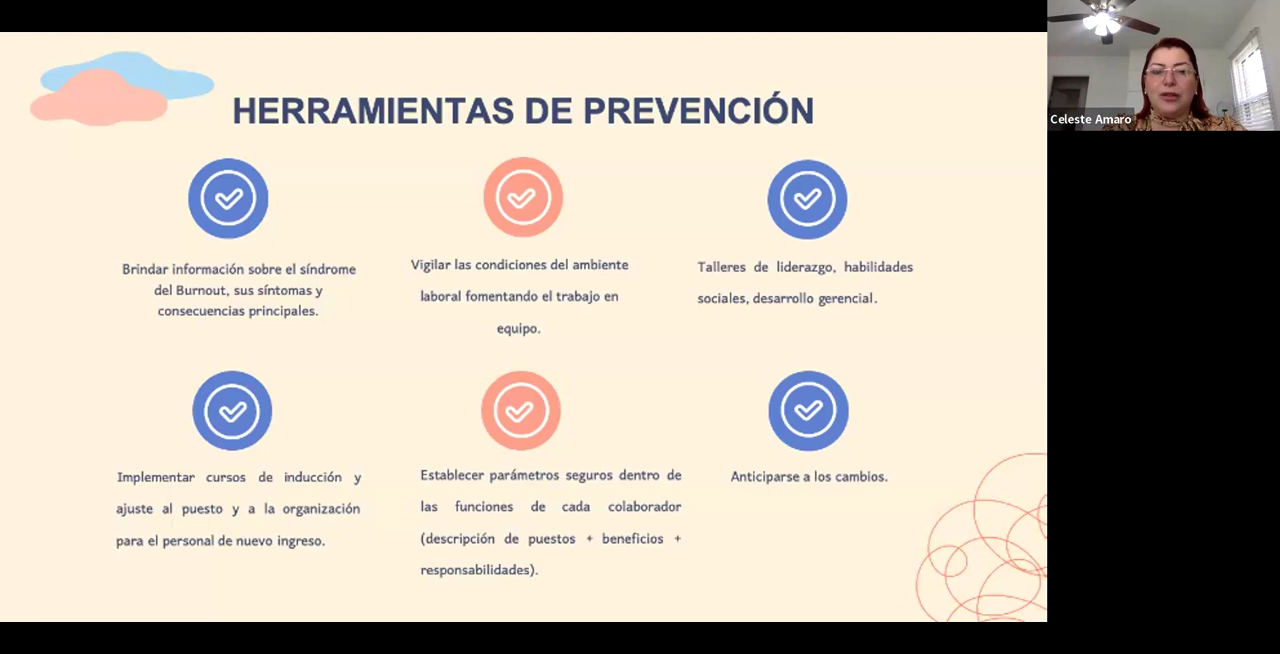 HERRAMIENTAS DE PREVENCIÓN
Brindar información sobre el síndrome
del Burnout, sus síntomas y
consecuencias principales.
Vigilar las condiciones del ambiente
laboral fomentando el trabajo en
equipo.
Talleres de liderazgo, habilidades
sociales, desarrollo gerencial.
Implementar cursos de inducción y
ajuste al puesto y a la organización
para el personal de nuevo ingreso.
Establecer parámetros seguros dentro de
las funciones de cada colaborador
(descripción de puestos + beneficios +
responsabilidades).
Anticiparse a los cambios.
Celeste Amaro